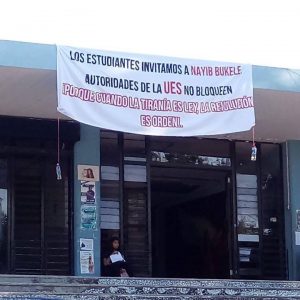 LOS ESTUDIANTES INVITAMOS A NAYIB BUKELE
AUTORIDADES DE LA UES NO BLOQUEEN
¡PORQUE CUANDO LA TIRANÍA ES LEY, LA REVOLUCIÓN
ES ORDEN!.